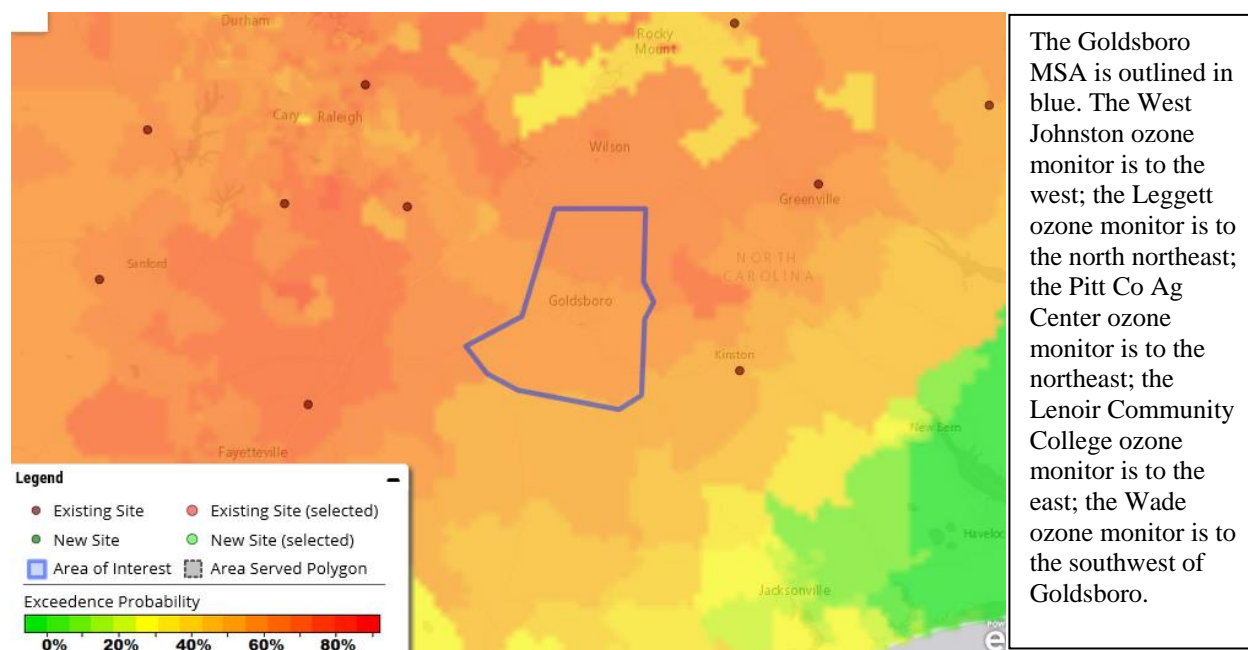 Durham
Rocky
Mount
Cary Raleigh
Wilson
Greenville
Sanford
NORTH
CAROLINA
Goldsboro
Kinston
Fayetteville
New Bern
Haveloc
Jacksonville
Legend
Existing Site Existing Site (selected)
New Site New Site (selected)
Area of Interest Area Served Polygon
Exceedence Probability
0% 20% 40% 60% 80%
POW
e
The Goldsboro
MSA is outlined in
blue. The West
Johnston ozone
monitor is to the
west; the Leggett
ozone monitor is to
the north northeast;
the Pitt Co Ag
Center ozone
monitor is to the
northeast; the
Lenoir Community
College ozone
monitor is to the
east; the Wade
ozone monitor is to
the southwest of
Goldsboro.